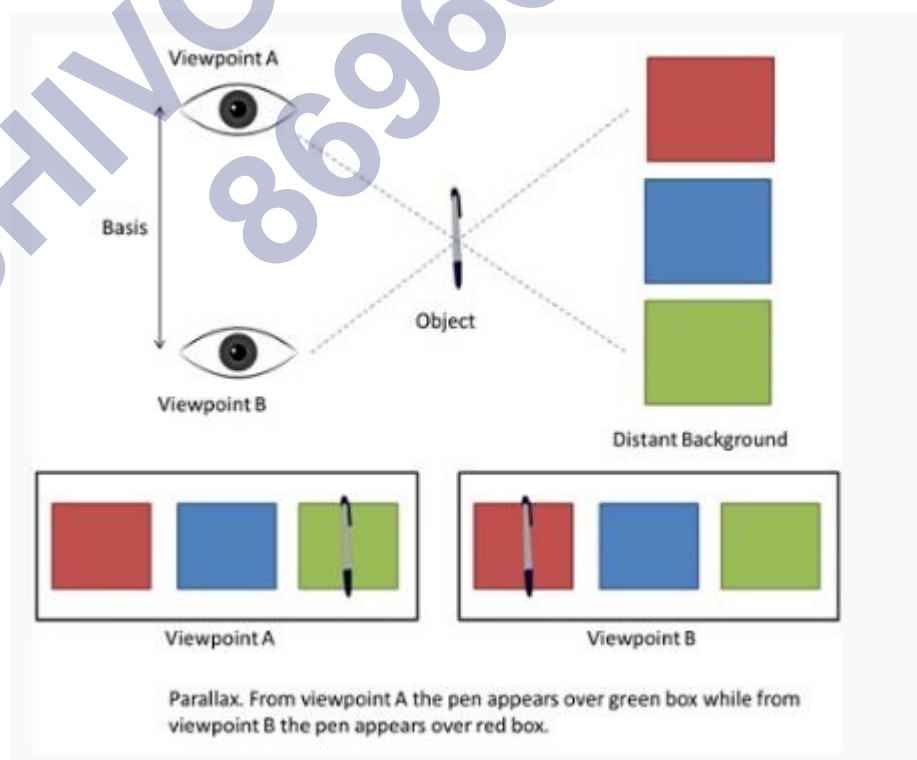 Viewpoint A
Basis
Object
Viewpoint B
Distant Background
Viewpoint A
Viewpoint B
Parallax. From viewpoint A the pen appears over green box while from
viewpoint B the pen appears over red box.